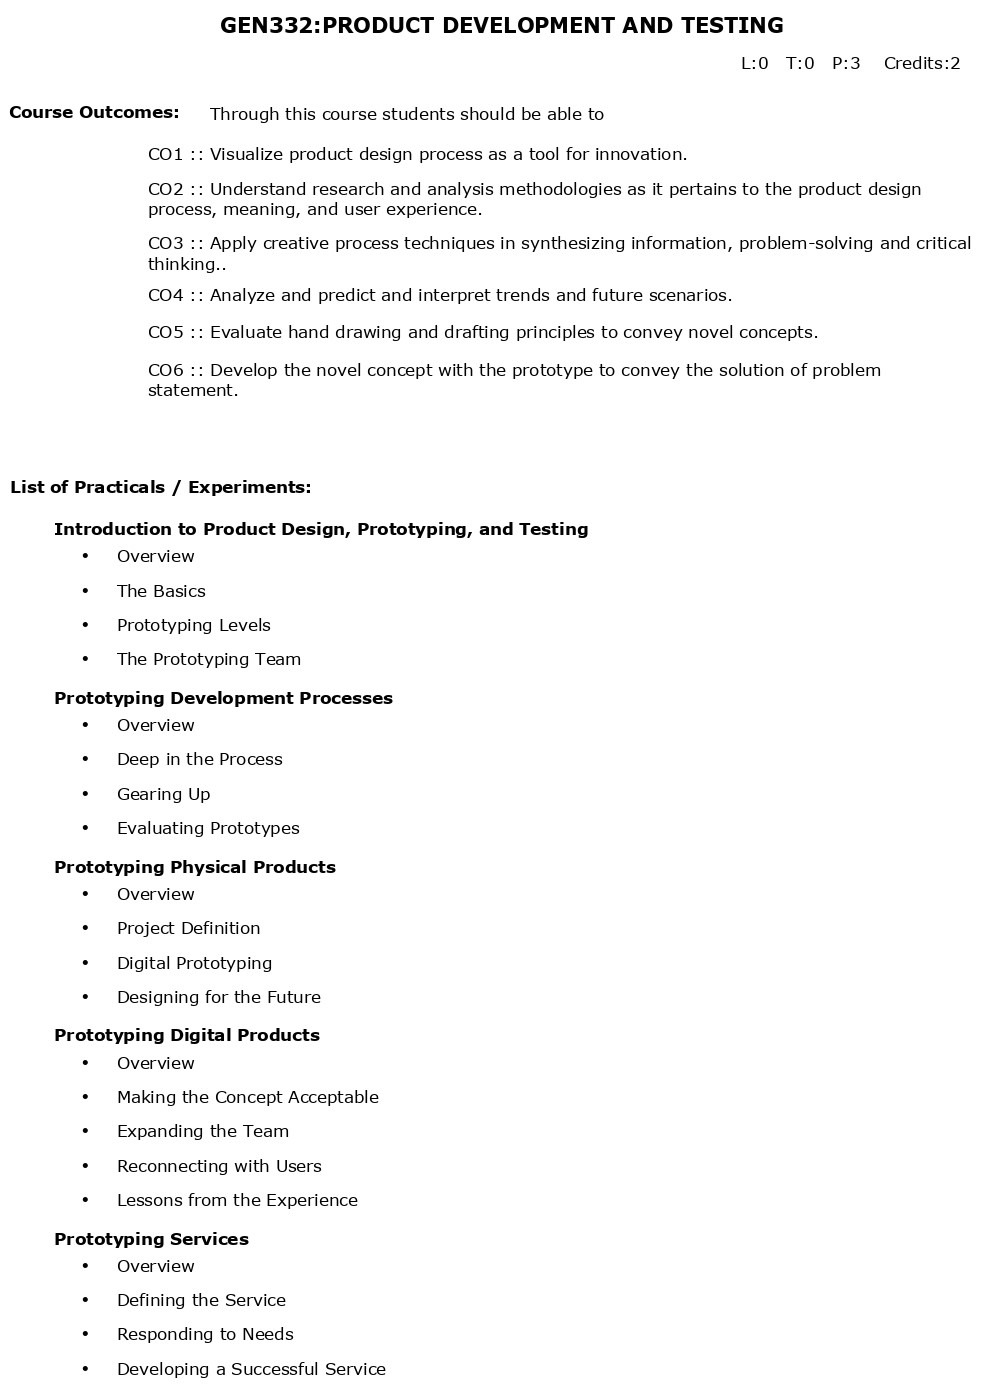 GEN332:PRODUCT DEVELOPMENT AND TESTING
L:0 T:0 P:3 Credits:2
Course Outcomes: Through this course students should be able to
CO1 :: Visualize product design process as a tool for innovation.
CO2 :: Understand research and analysis methodologies as it pertains to the product design
process, meaning, and user experience.
CO3 :: Apply creative process techniques in synthesizing information, problem-solving and critical
thinking..
CO4 :: Analyze and predict and interpret trends and future scenarios.
CO5 :: Evaluate hand drawing and drafting principles to convey novel concepts.
CO6 :: Develop the novel concept with the prototype to convey the solution of problem
statement.
List of Practicals / Experiments:
Introduction to Product Design, Prototyping, and Testing
• Overview
• The Basics
• Prototyping Levels
• The Prototyping Team
Prototyping Development Processes
• Overview
• Deep in the Process
• Gearing Up
• Evaluating Prototypes
Prototyping Physical Products
• Overview
• Project Definition
• Digital Prototyping
• Designing for the Future
Prototyping Digital Products
• Overview
• Making the Concept Acceptable
• Expanding the Team
• Reconnecting with Users
• Lessons from the Experience
Prototyping Services
• Overview
• Defining the Service
• Responding to Needs
• Developing a Successful Service